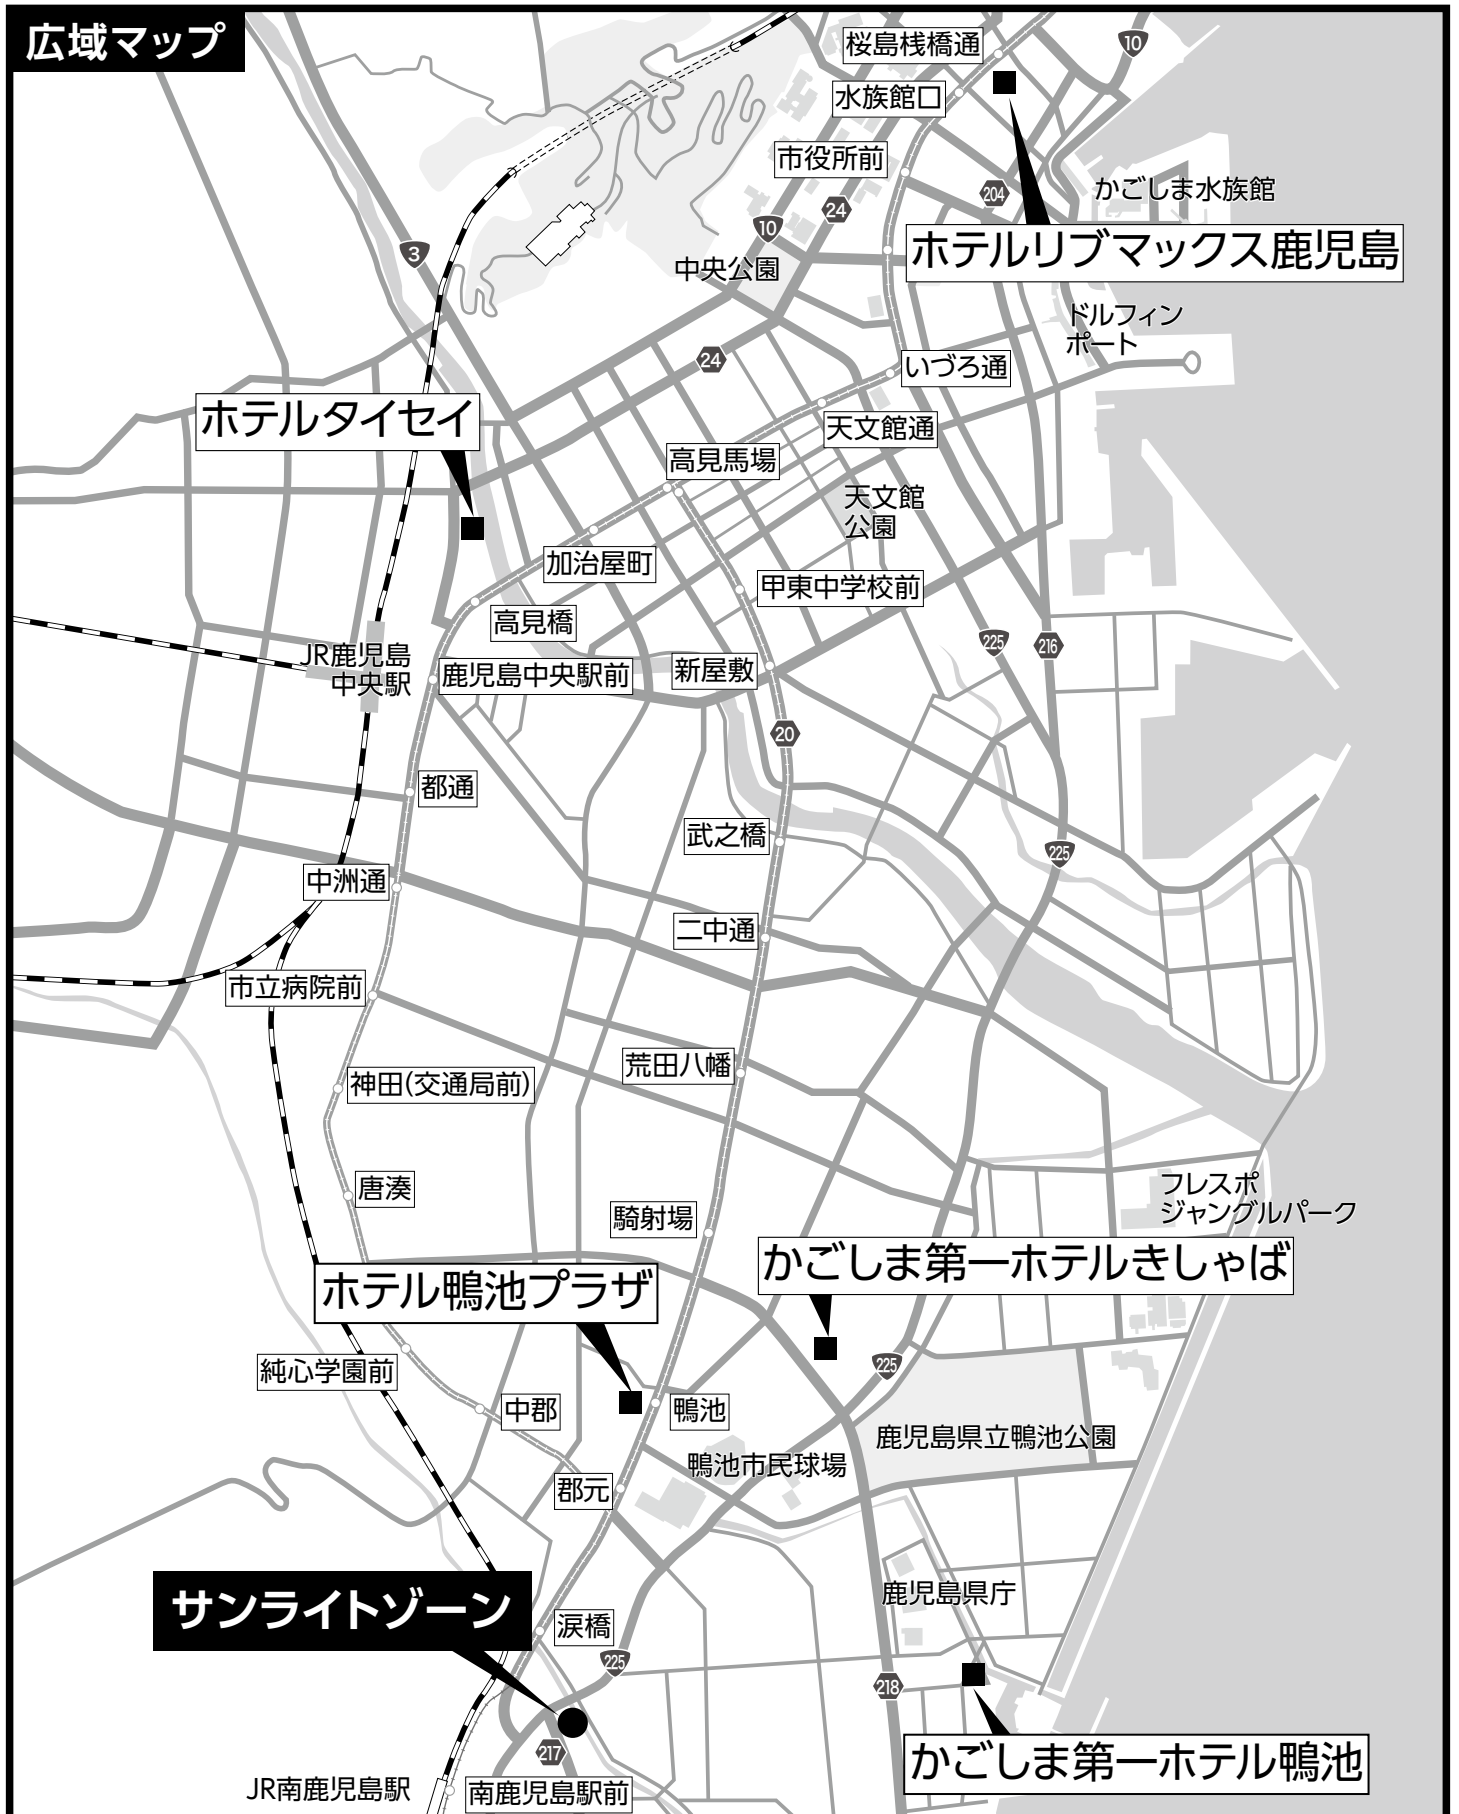 広域マップ
桜島桟橋通
10
水族館口
市役所前
204
かごしま水族館
24
10
3
ホテルリブマックス鹿児島
中央公園
ドルフィン
ポート
24
いづろ通
ホテルタイセイ
天文館通
高見馬場
天文館
公園
加治屋町
甲東中学校前
高見橋
225
216
JR鹿児島
中央駅
鹿児島中央駅前
新屋敷
20
都通
武之橋
225
中洲通
二中通
市立病院前
荒田八幡
神田(交通局前)
唐湊
フレスポ
ジャングルパーク
騎射場
かごしま第一ホテルきしゃば
ホテル鴨池プラザ
純心学園前
225
中郡
鴨池
鹿児島県立鴨池公園
鴨池市民球場
郡元
サンライトゾーン
鹿児島県庁
涙橋
225
218
217
かごしま第一ホテル鴨池
JR南鹿児島駅
南鹿児島駅前